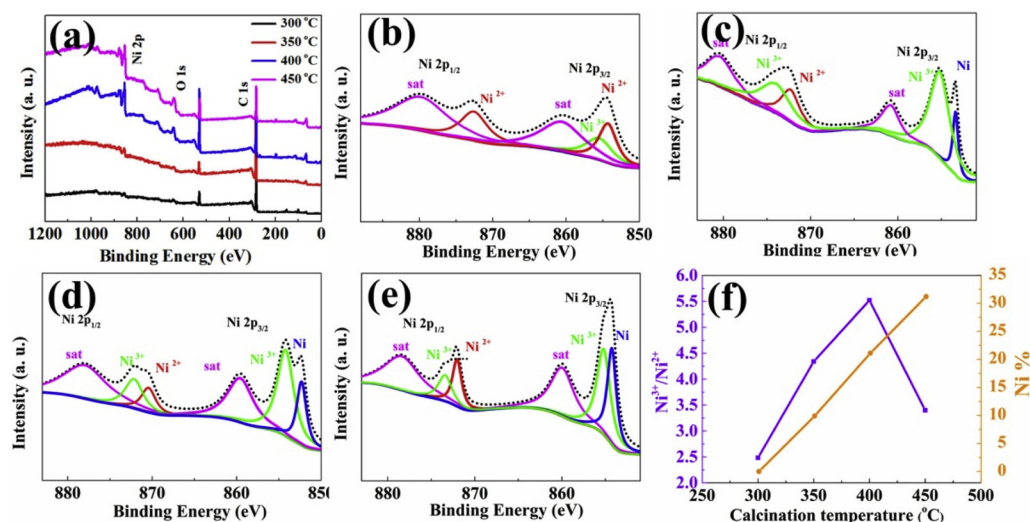 (a)
300 °C
350 °C
400 °C
450 °C
Ni 2p
O 1s
C 1s
Intensity (a. u.)
1200 1000 800 600 400 200 0
Binding Energy (eV)
(b)
Ni 2p1/2
Ni 2p3/2
sat
Ni 2+
sat
Ni 2+
Ni 3+
Intensity (a. u.)
880 870 860 850
Binding Energy (eV)
(c)
Ni 2p1/2
Ni 2p3/2
sat
Ni 3+
Ni 2+
sat
Ni 3+
Ni
Intensity (a. u.)
880 870 860
Binding Energy (eV)
(d)
Ni 2p1/2
Ni 2p3/2
sat
Ni 3+
Ni 2+
sat
Ni 3+
Ni
Intensity (a. u.)
880 870 860 850
Binding Energy (eV)
(e)
Ni 2p1/2
Ni 2p3/2
sat
Ni 3+
Ni 2+
sat
Ni 3+
Ni
Intensity (a. u.)
880 870 860 850
Binding Energy (eV)
(f)
6.0
5.5
5.0
4.5
4.0
3.5
3.0
2.5
2.0
Ni3+/Ni2+
35
30
25
20
15
10
5
0
Ni %
250 300 350 400 450 500
Calcination temperature (°C)